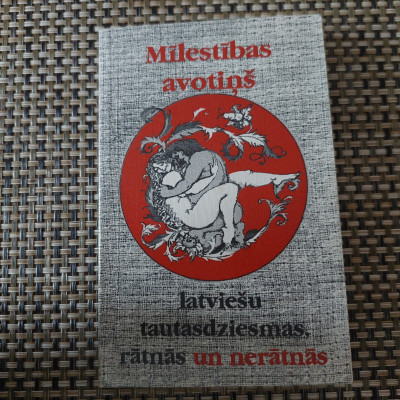 Mīlestības
avotiņš
latviešu
tautasdziesmas,
rātnās un nerātnās